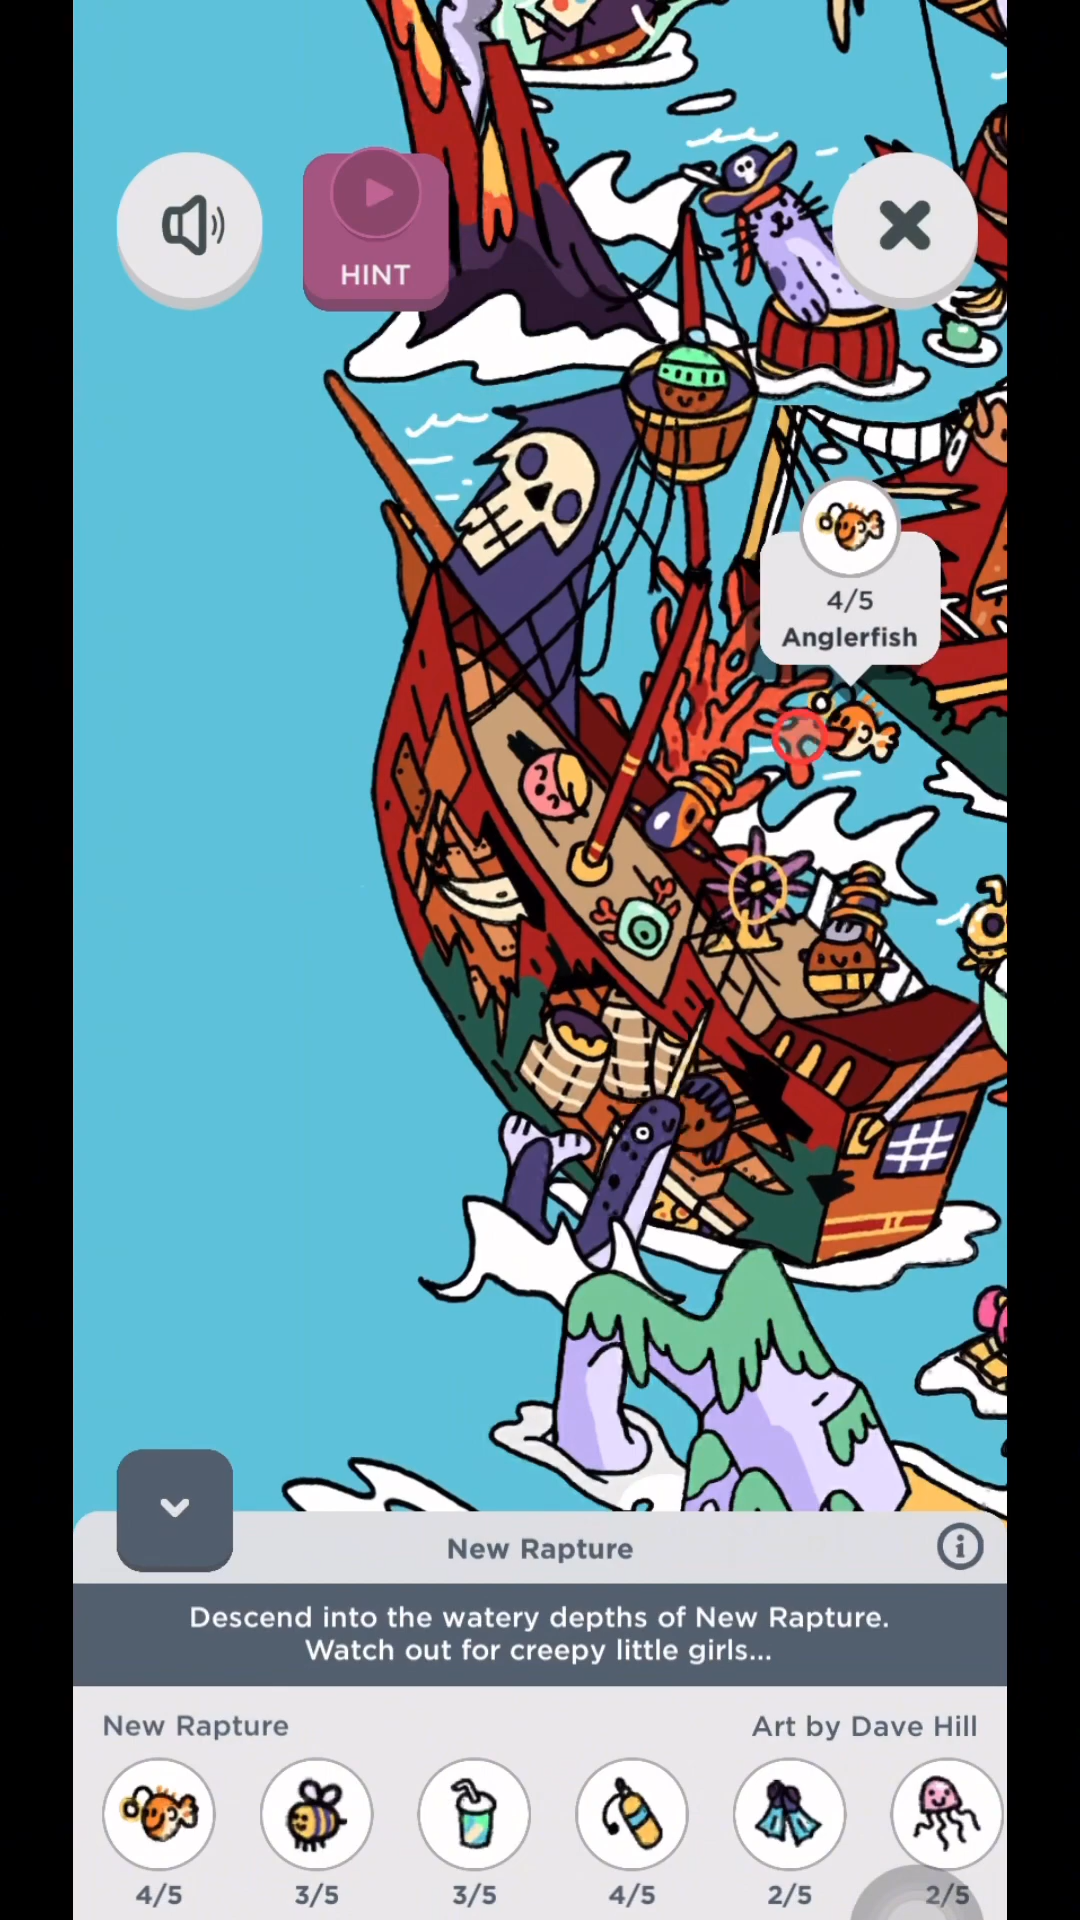 HINT
4/5
Anglerfish
New Rapture
Descend into the watery depths of New Rapture.
Watch out for creepy little girls...
New Rapture
Art by Dave Hill
4/5
3/5
3/5
4/5
2/5
2/5